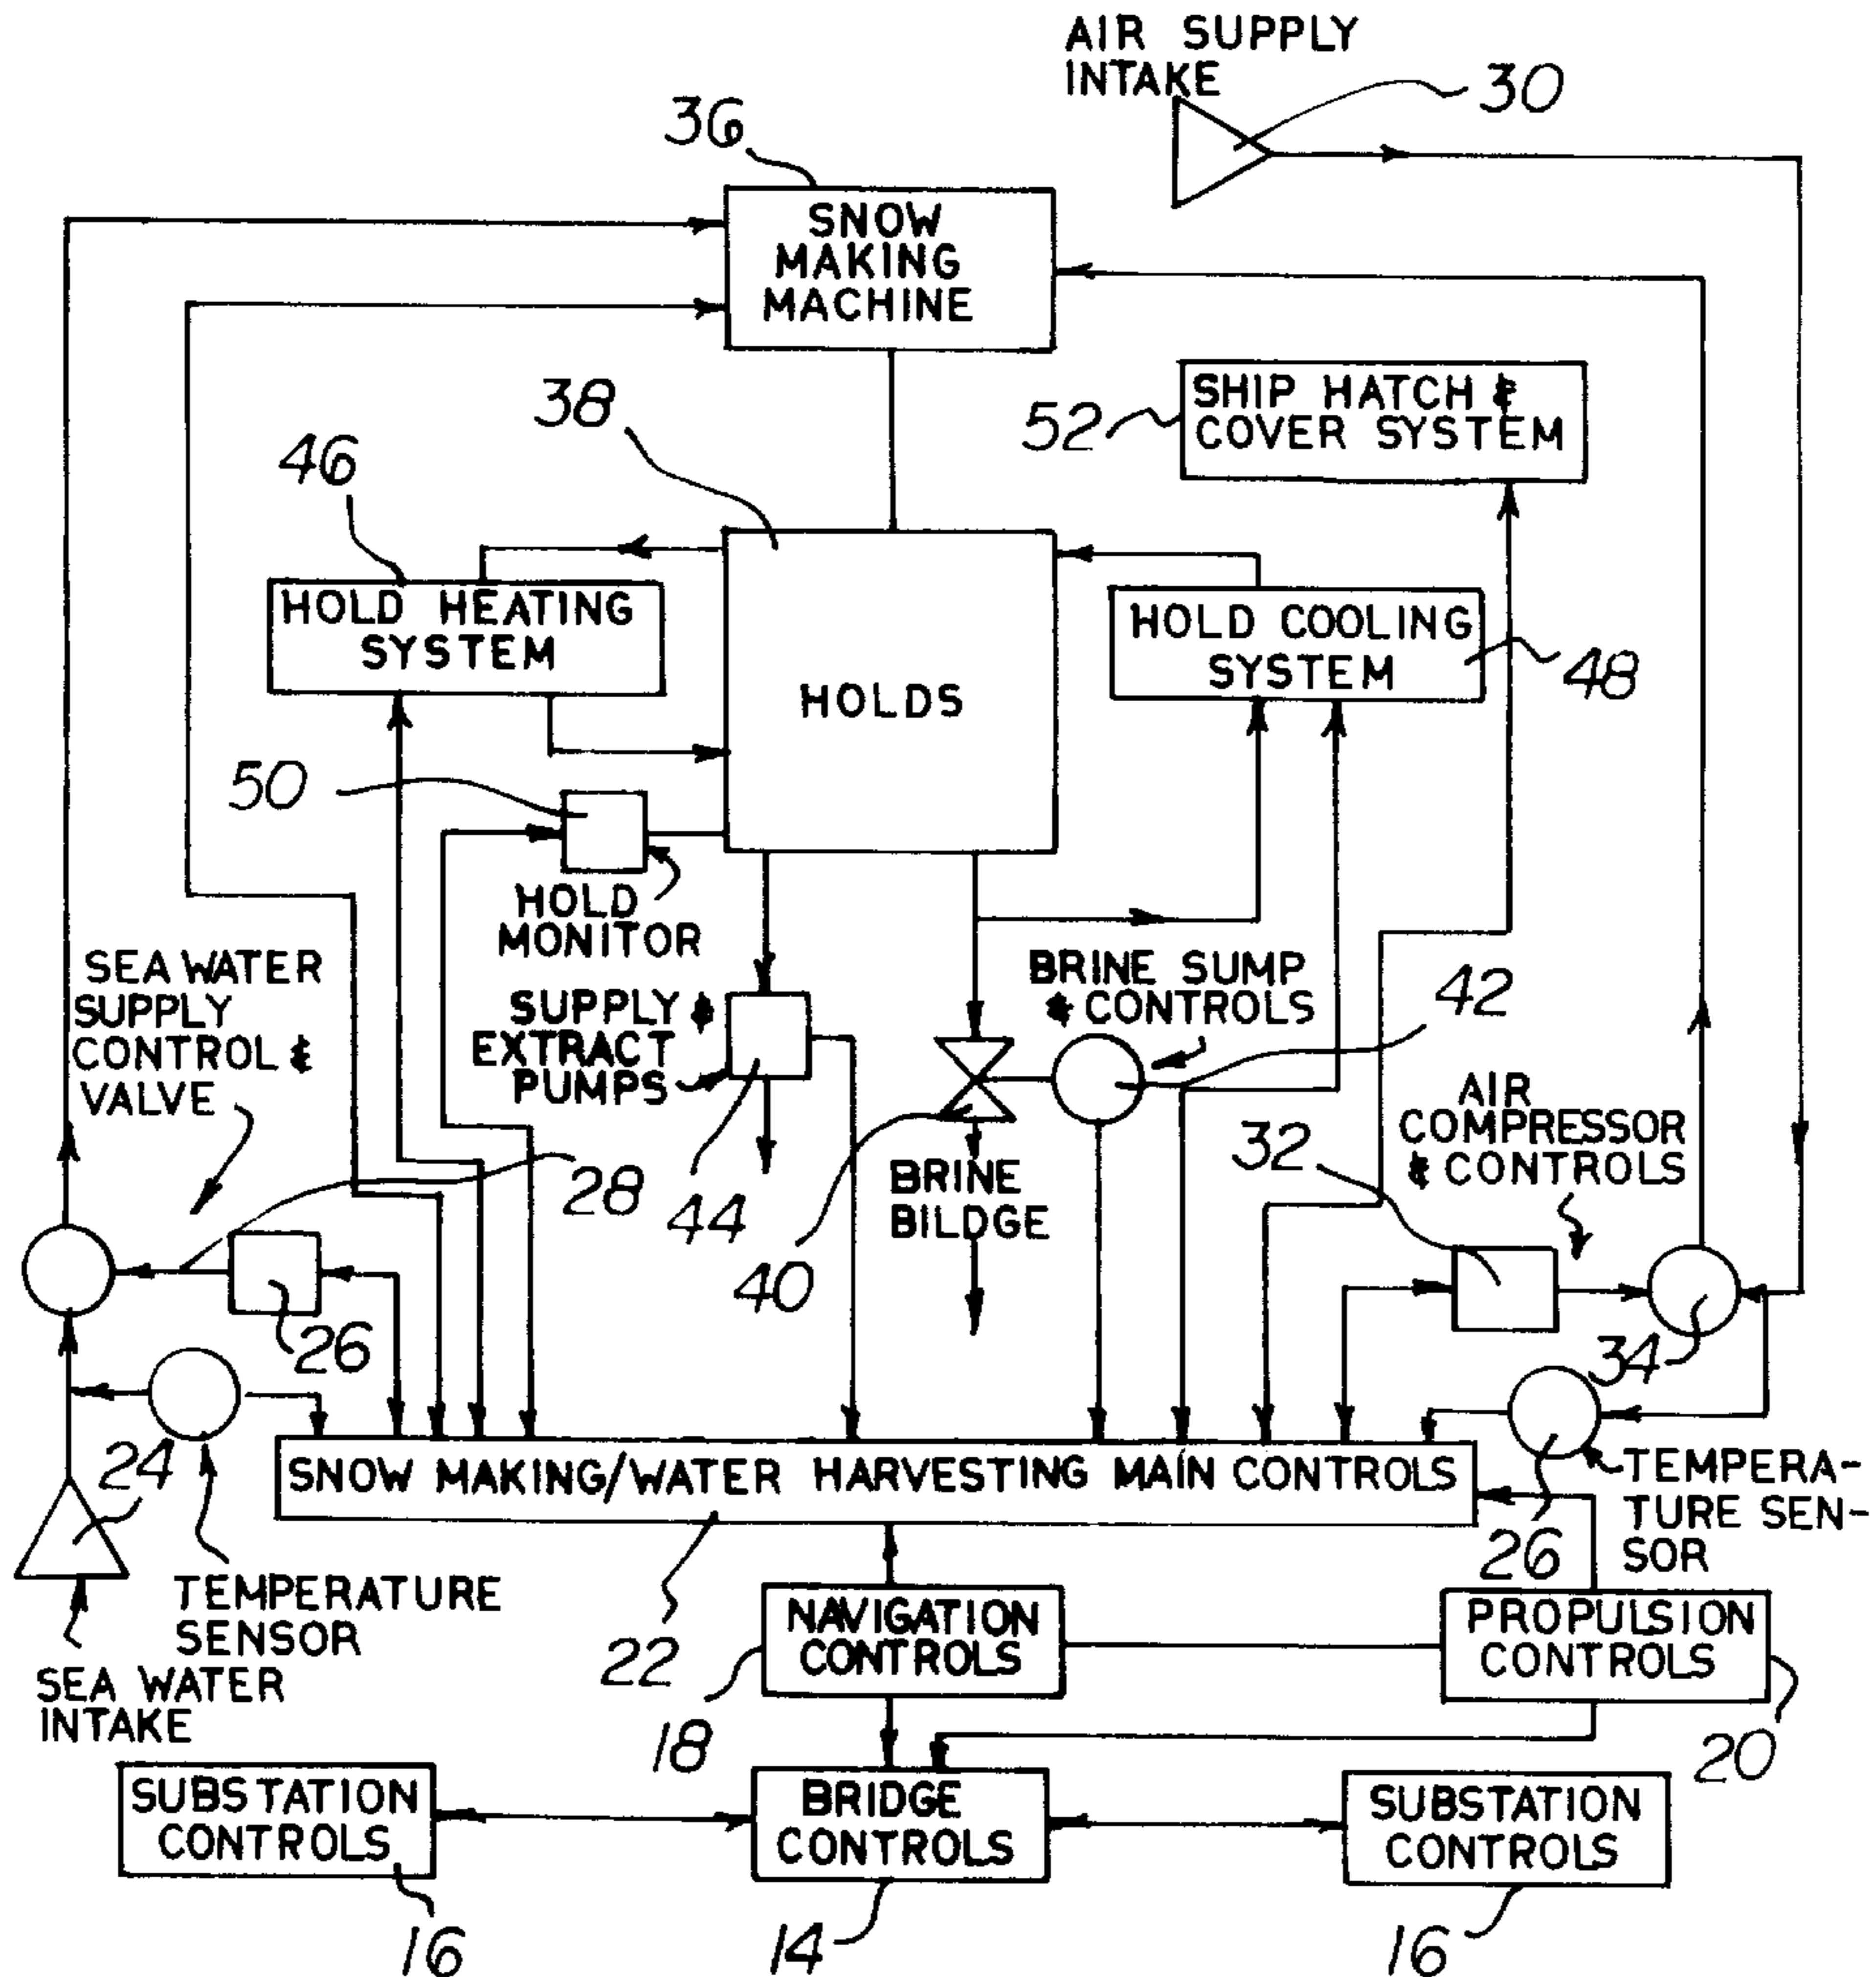 AIR SUPPLY
INTAKE
30
36
SNOW
MAKING
MACHINE
38
52
SHIP HATCH &
COVER SYSTEM
46
HOLD HEATING
SYSTEM
HOLDS
HOLD COOLING
SYSTEM
48
50
HOLD
MONITOR
SEA WATER
SUPPLY
CONTROL &
VALVE
SUPPLY &
EXTRACT
PUMPS
BRINE SUMP
& CONTROLS
42
AIR
COMPRESSOR
& CONTROLS
32
28
44
BRINE
BILDGE
40
26
34
24
SNOW MAKING/WATER HARVESTING MAIN CONTROLS
TEMPERA-
TURE SEN-
SOR
26
TEMPERATURE
SENSOR
SEA WATER
INTAKE
22
NAVIGATION
CONTROLS
18
PROPULSION
CONTROLS
20
SUBSTATION
CONTROLS
16
BRIDGE
CONTROLS
14
SUBSTATION
CONTROLS
16